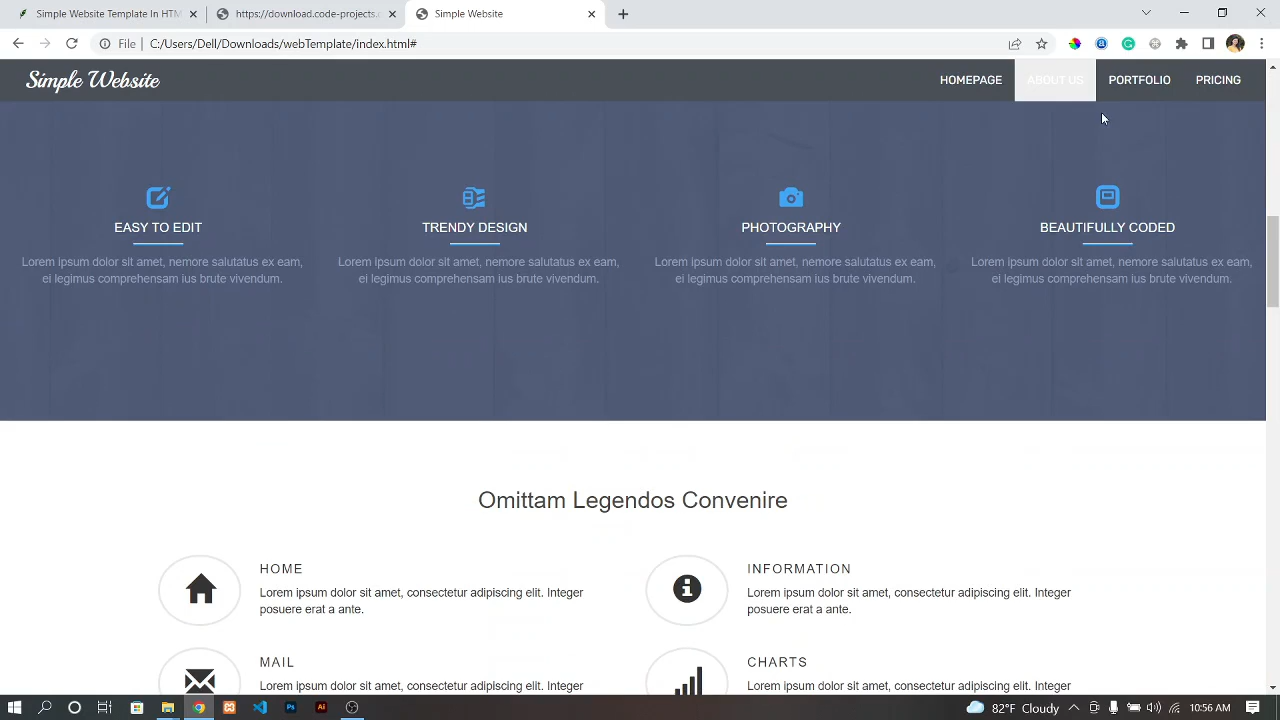 Simple Website Template In HTM
https://download.code-projects.
Simple Website
File
C:/Users/Dell/Downloads/webTemplate/index.html#
Simple Website
HOMEPAGE
ABOUT US
PORTFOLIO
PRICING
EASY TO EDIT
Lorem ipsum dolor sit amet, nemore salutatus ex eam,
ei legimus comprehensam ius brute vivendum.
TRENDY DESIGN
Lorem ipsum dolor sit amet, nemore salutatus ex eam,
ei legimus comprehensam ius brute vivendum.
PHOTOGRAPHY
Lorem ipsum dolor sit amet, nemore salutatus ex eam,
ei legimus comprehensam ius brute vivendum.
BEAUTIFULLY CODED
Lorem ipsum dolor sit amet, nemore salutatus ex eam,
ei legimus comprehensam ius brute vivendum.
Omittam Legendos Convenire
HOME
Lorem ipsum dolor sit amet, consectetur adipiscing elit. Integer
posuere erat a ante.
INFORMATION
Lorem ipsum dolor sit amet, consectetur adipiscing elit. Integer
posuere erat a ante.
MAIL
Lorem ipsum dolor sit amet, consectetur adipiscing elit. Integer
CHARTS
Lorem ipsum dolor sit amet, consectetur adipiscing elit. Integer
Ps
Ai
82°F Cloudy
10:56 AM